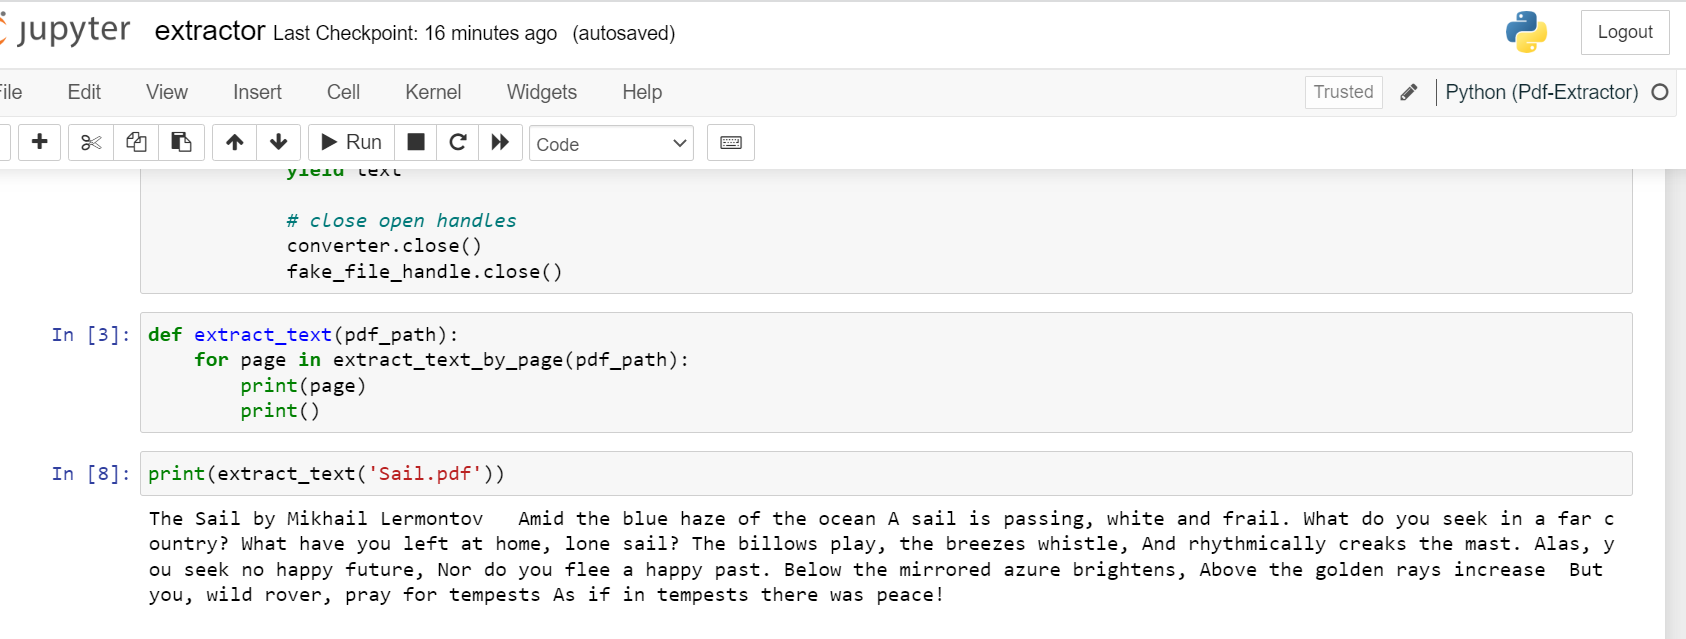 jupyter extractor Last Checkpoint: 16 minutes ago (autosaved) Logout
File Edit View Insert Cell Kernel Widgets Help Trusted Python (Pdf-Extractor)
Run Code
yield text
# close open handles
converter.close()
fake_file_handle.close()
In [3]: def extract_text(pdf_path):
for page in extract_text_by_page(pdf_path):
print(page)
print()
In [8]: print(extract_text('Sail.pdf'))
The Sail by Mikhail Lermontov   Amid the blue haze of the ocean A sail is passing, white and frail. What do you seek in a far c
ountry? What have you left at home, lone sail? The billows play, the breezes whistle, And rhythmically creaks the mast. Alas, y
ou seek no happy future, Nor do you flee a happy past. Below the mirrored azure brightens, Above the golden rays increase  But
you, wild rover, pray for tempests As if in tempests there was peace!